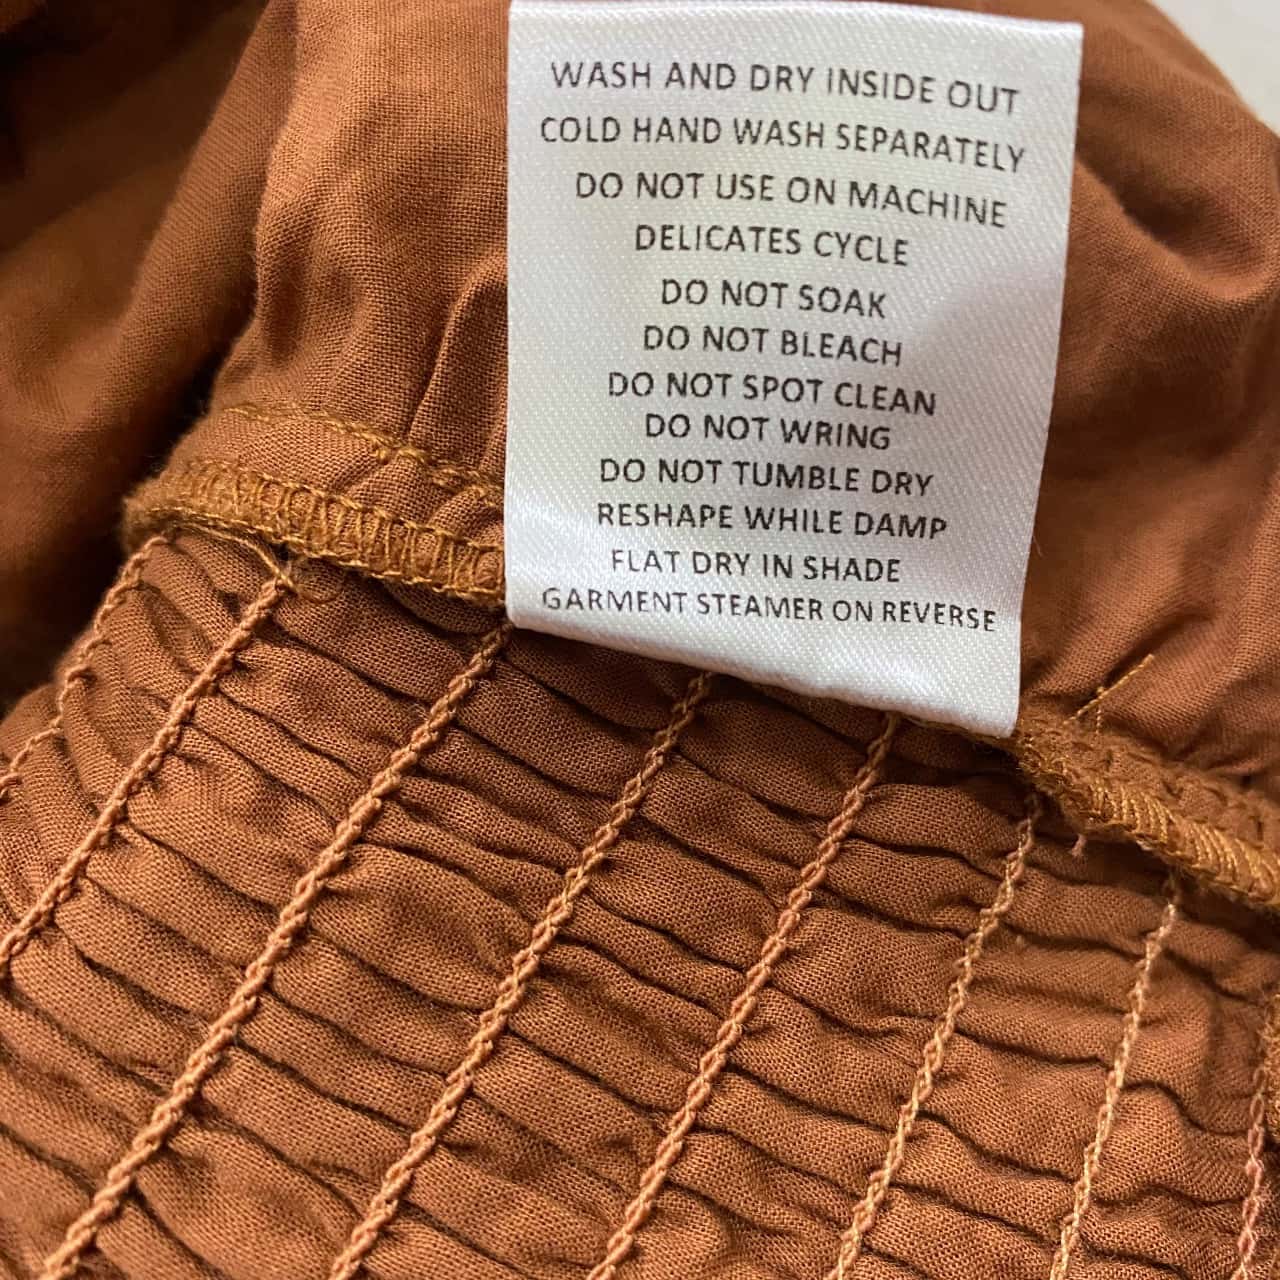 WASH AND DRY INSIDE OUT
COLD HAND WASH SEPARATELY
DO NOT USE ON MACHINE
DELICATES CYCLE
DO NOT SOAK
DO NOT BLEACH
DO NOT SPOT CLEAN
DO NOT WRING
DO NOT TUMBLE DRY
RESHAPE WHILE DAMP
FLAT DRY IN SHADE
GARMENT STEAMER ON REVERSE